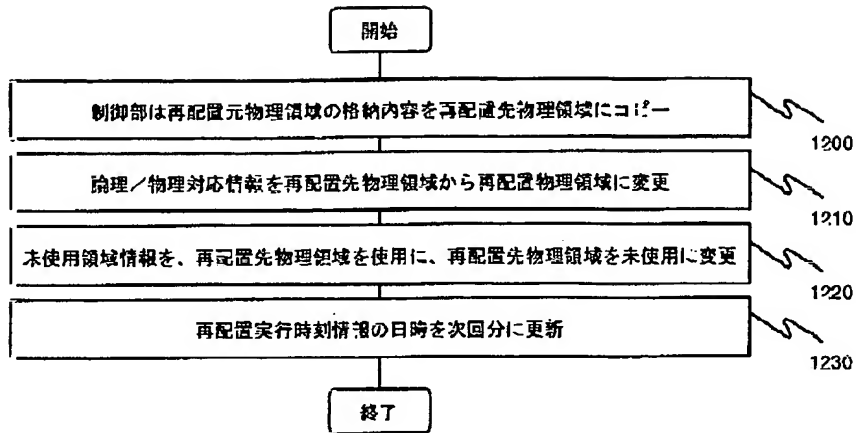 開始
制御部は再配置元物理領域の格納内容を再配置先物理領域にコピー
1200
論理／物理対応情報を再配置先物理領域から再配置物理領域に変更
1210
未使用領域情報を、再配置先物理領域を使用に、再配置先物理領域を未使用に変更
1220
再配置実行時刻情報の日時を次回分に更新
1230
終了